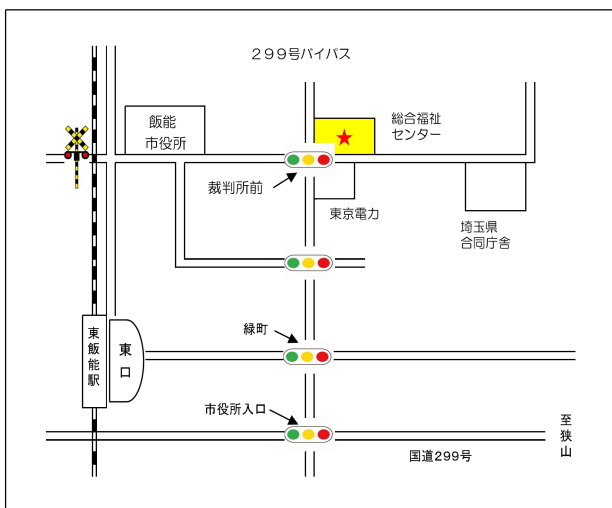 299号バイパス
飯能
市役所
総合福祉
センター
裁判所前
東京電力
埼玉県
合同庁舎
緑町
東飯能駅
東口
市役所入口
至狭山
国道299号